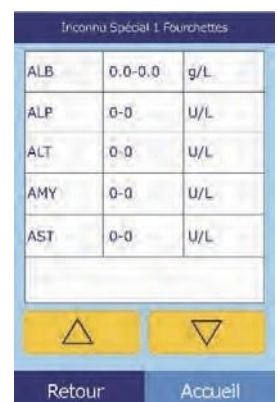 Inconnu Spécial 1 Fourchettes
ALB 0.0-0.0 g/L
ALP 0-0 U/L
ALT 0-0 U/L
AMY 0-0 U/L
AST 0-0 U/L
Retour Accueil